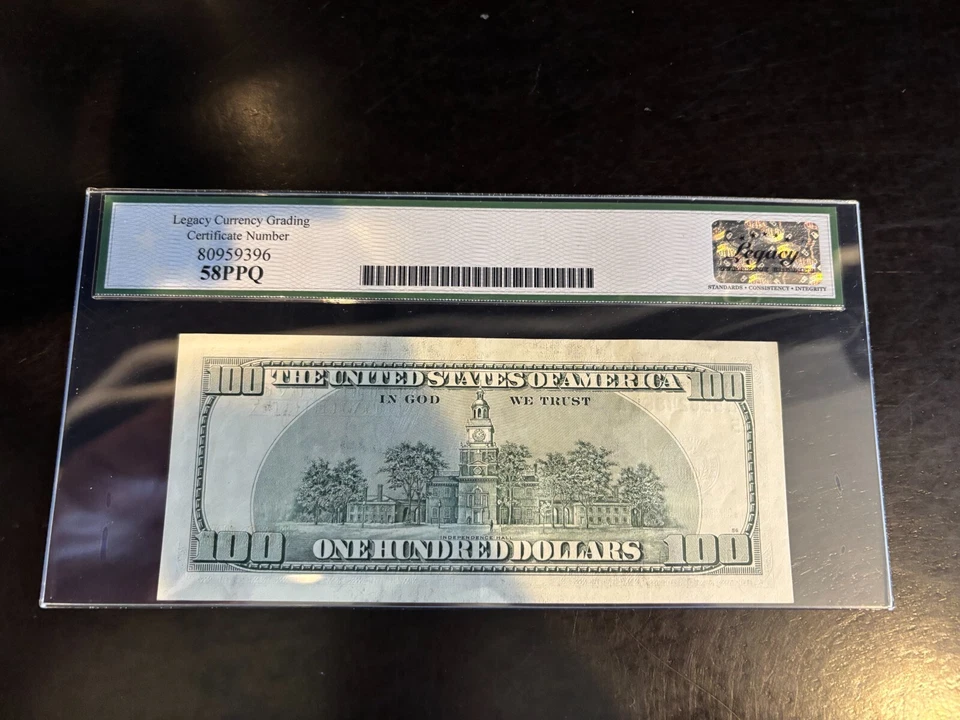 Legacy Currency Grading
Certificate Number
80959396
58PPQ
Legacy
STANDARDS • CONSISTENCY • INTEGRITY
100 THE UNITED STATES OF AMERICA 100
IN GOD WE TRUST
INDEPENDENCE HALL
100 ONE HUNDRED DOLLARS 100